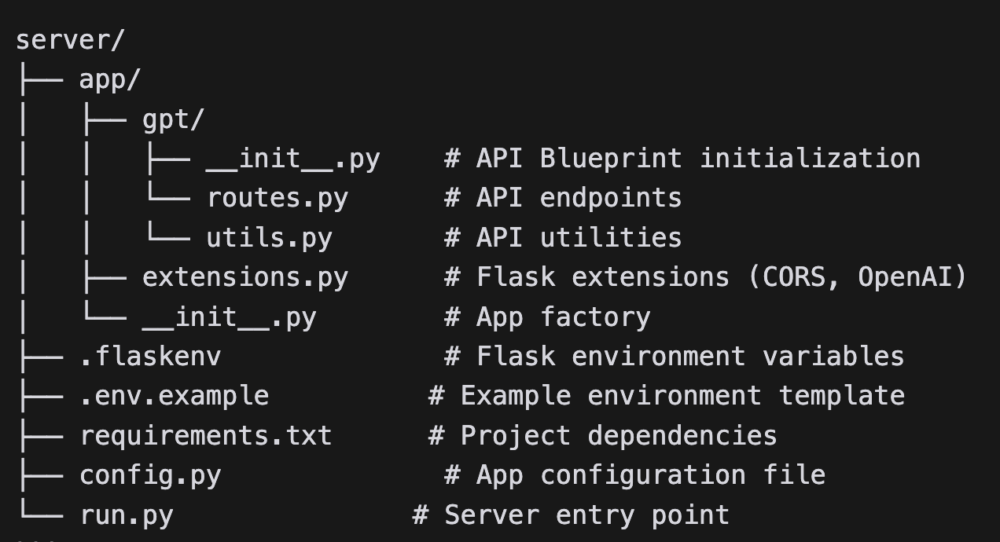 server/
├── app/
│   ├── gpt/
│   │   ├── __init__.py    # API Blueprint initialization
│   │   └── routes.py      # API endpoints
│   │   └── utils.py       # API utilities
│   ├── extensions.py      # Flask extensions (CORS, OpenAI)
│   └── __init__.py        # App factory
├── .flaskenv              # Flask environment variables
├── .env.example          # Example environment template
├── requirements.txt      # Project dependencies
├── config.py              # App configuration file
└── run.py               # Server entry point